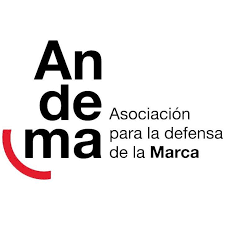 An
de
ma
Asociación
para la defensa
de la Marca